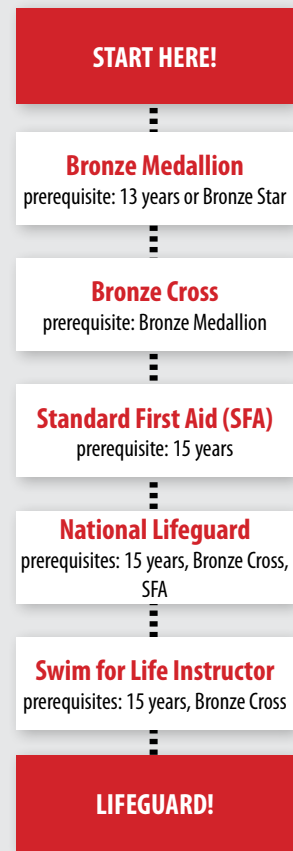 START HERE!
Bronze Medallion
prerequisite: 13 years or Bronze Star
Bronze Cross
prerequisite: Bronze Medallion
Standard First Aid (SFA)
prerequisite: 15 years
National Lifeguard
prerequisites: 15 years, Bronze Cross,
SFA
Swim for Life Instructor
prerequisites: 15 years, Bronze Cross
LIFEGUARD!